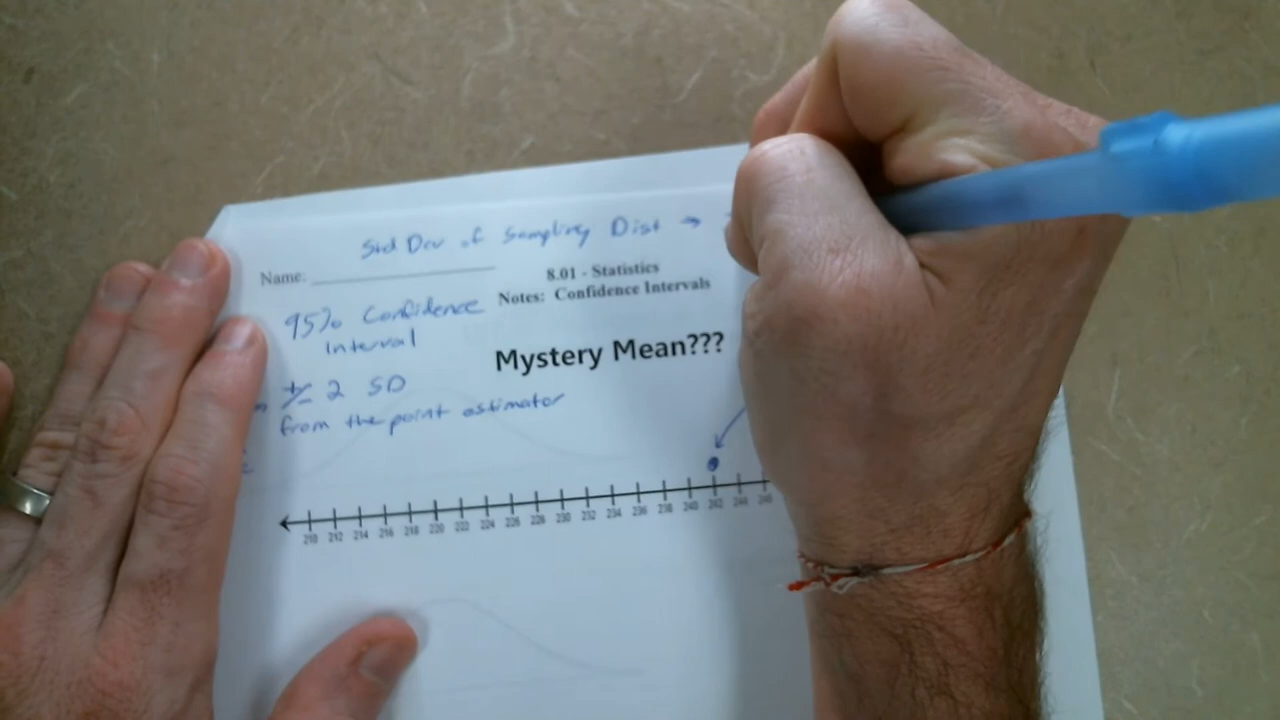 Std Dev of Sampling Dist →
Name:
8.01 - Statistics
Notes: Confidence Intervals
95% Confidence
Interval
Mystery Mean???
+/- 2 SD
from the point estimator
210 212 214 216 218 220 222 224 226 228 230 232 234 236 238 240 242 244 246